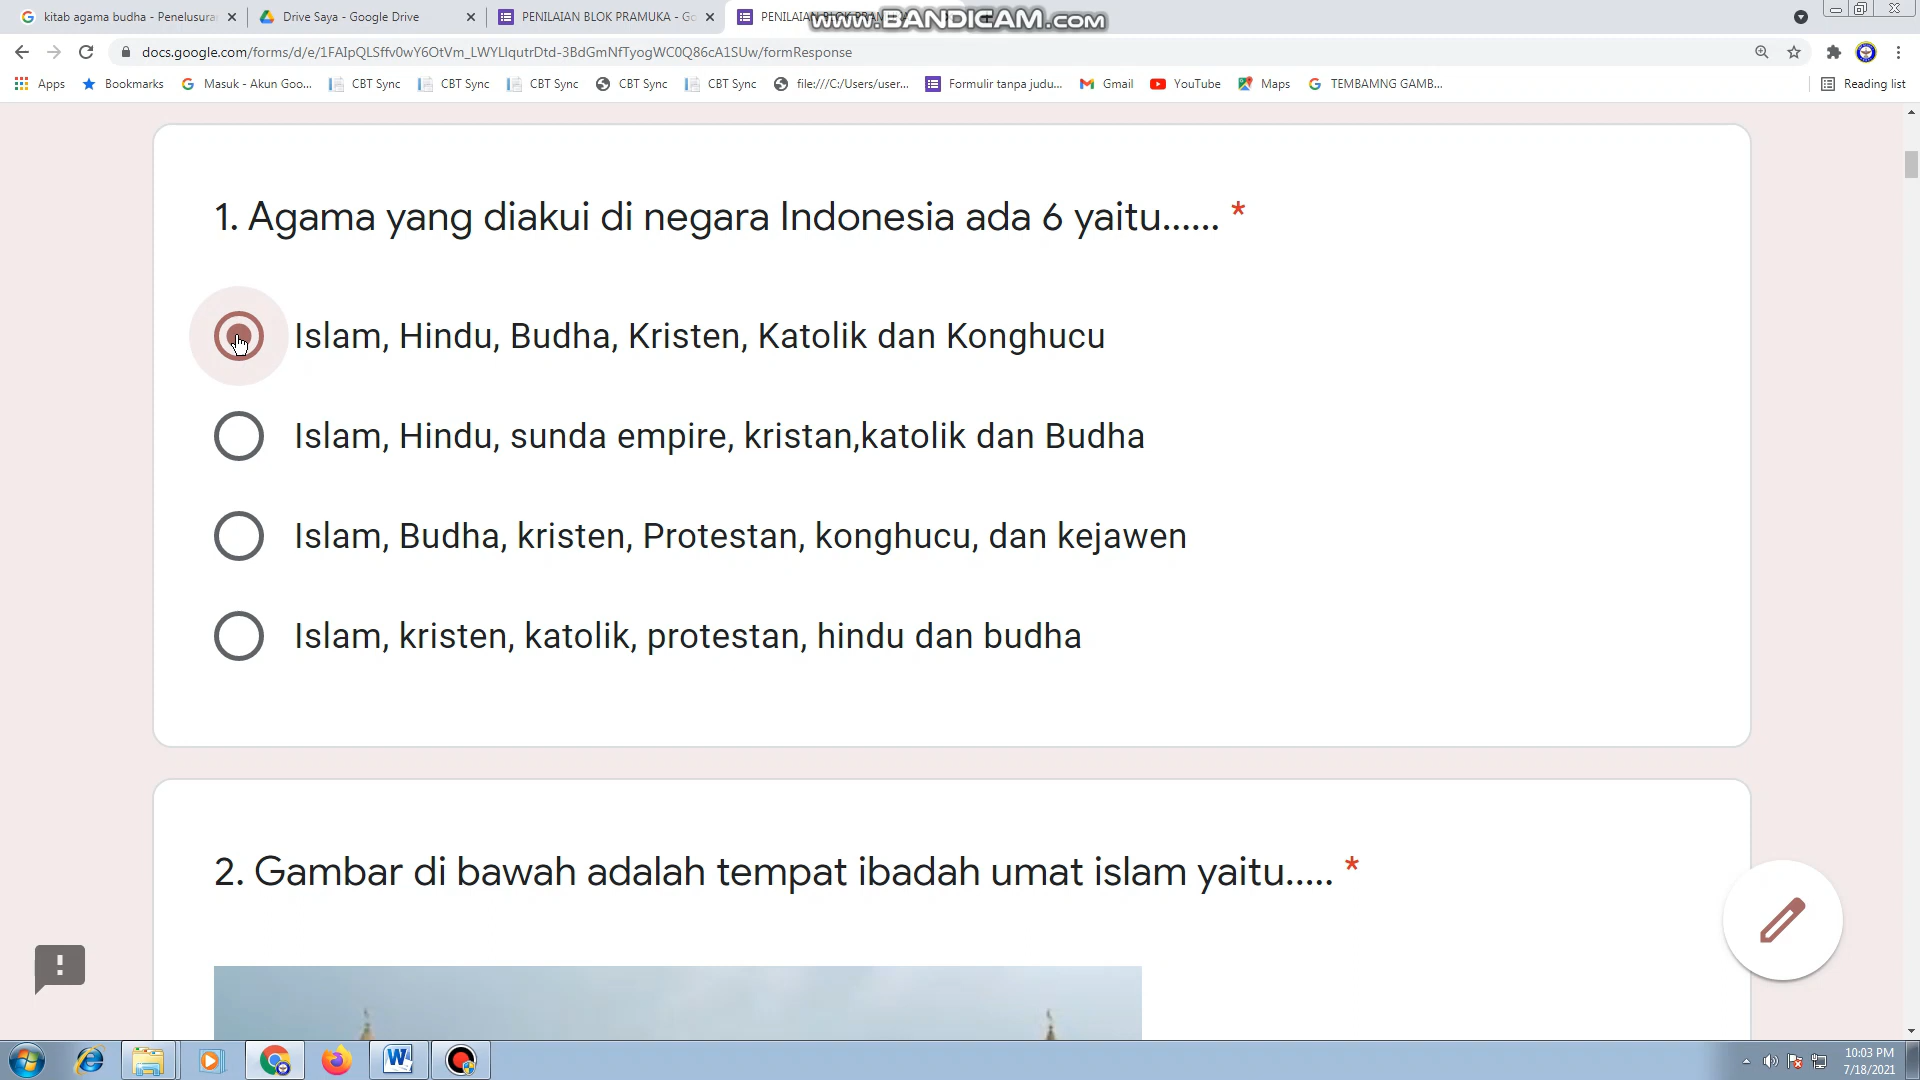 kitab agama budha - Penelusura
Drive Saya - Google Drive
PENILAIAN BLOK PRAMUKA - Go
PENILAIAN BLOK PRAM
www.BANDICAM.com
docs.google.com/forms/d/e/1FAIpQLSffv0wY6OtVm_LWYLIqutrDtd-3BdGmNfTyogWC0Q86cA1SUw/formResponse
Apps
Bookmarks
Masuk - Akun Goo...
CBT Sync
CBT Sync
CBT Sync
CBT Sync
CBT Sync
file:///C:/Users/user...
Formulir tanpa judu...
Gmail
YouTube
Maps
TEMBAMNG GAMB...
Reading list
1. Agama yang diakui di negara Indonesia ada 6 yaitu...... *
Islam, Hindu, Budha, Kristen, Katolik dan Konghucu
Islam, Hindu, sunda empire, kristan,katolik dan Budha
Islam, Budha, kristen, Protestan, konghucu, dan kejawen
Islam, kristen, katolik, protestan, hindu dan budha
2. Gambar di bawah adalah tempat ibadah umat islam yaitu..... *
10:03 PM
7/18/2021